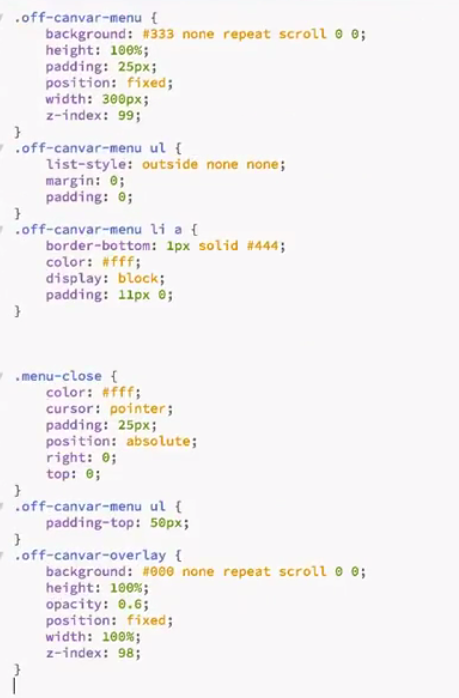 .off-canvar-menu {
    background: #333 none repeat scroll 0 0;
    height: 100%;
    padding: 25px;
    position: fixed;
    width: 300px;
    z-index: 99;
}
.off-canvar-menu ul {
    list-style: outside none none;
    margin: 0;
    padding: 0;
}
.off-canvar-menu li a {
    border-bottom: 1px solid #444;
    color: #fff;
    display: block;
    padding: 11px 0;
}
.menu-close {
    color: #fff;
    cursor: pointer;
    padding: 25px;
    position: absolute;
    right: 0;
    top: 0;
}
.off-canvar-menu ul {
    padding-top: 50px;
}
.off-canvar-overlay {
    background: #000 none repeat scroll 0 0;
    height: 100%;
    opacity: 0.6;
    position: fixed;
    width: 100%;
    z-index: 98;
}